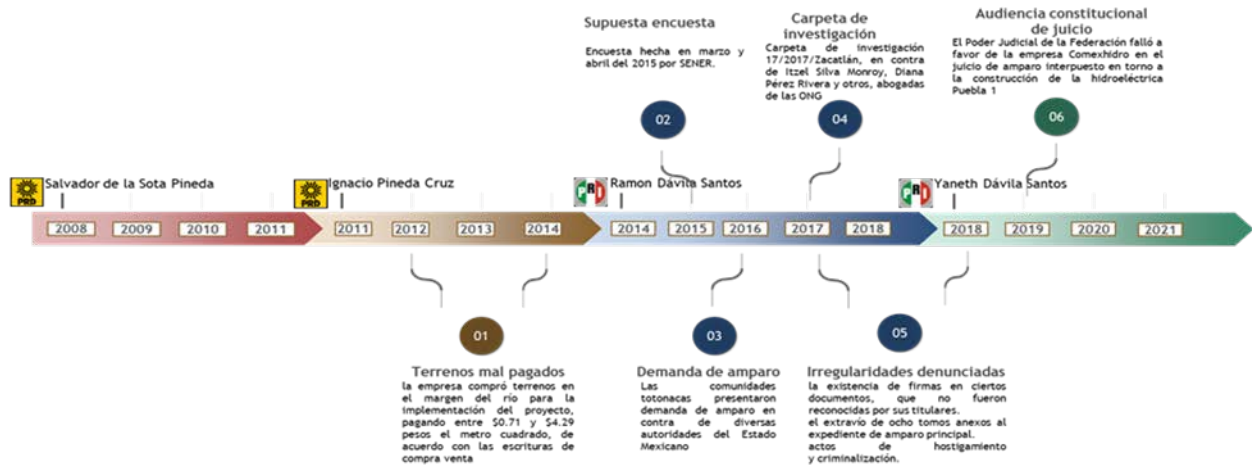 Supuesta encuesta
Encuesta hecha en marzo y
abril del 2015 por SENER.
Carpeta de
investigación
Carpeta de investigación
17/2017/Zacatlán, en contra
de Itzel Silva Monroy, Diana
Pérez Rivera y otros, abogadas
de las ONG
Audiencia constitucional
de juicio
El Poder Judicial de la Federación falló a
favor de la empresa Comexhidro en el
juicio de amparo interpuesto en torno a
la construcción de la hidroeléctrica
Puebla 1
02
04
06
PRD
Salvador de la Sota Pineda
PRD
Ignacio Pineda Cruz
PRI
Ramon Dávila Santos
PRI
Yaneth Dávila Santos
2008 2009 2010 2011 2011 2012 2013 2014 2014 2015 2016 2017 2018 2018 2019 2020 2021
01
03
05
Terrenos mal pagados
la empresa compró terrenos en
el margen del río para la
implementación del proyecto,
pagando entre $0.71 y $4.29
pesos el metro cuadrado, de
acuerdo con las escrituras de
compra venta
Demanda de amparo
Las comunidades
totonacas presentaron
demanda de amparo en
contra de diversas
autoridades del Estado
Mexicano
Irregularidades denunciadas
la existencia de firmas en ciertos
documentos, que no fueron
reconocidas por sus titulares.
el extravío de ocho tomos anexos al
expediente de amparo principal.
actos de hostigamiento
y criminalización.